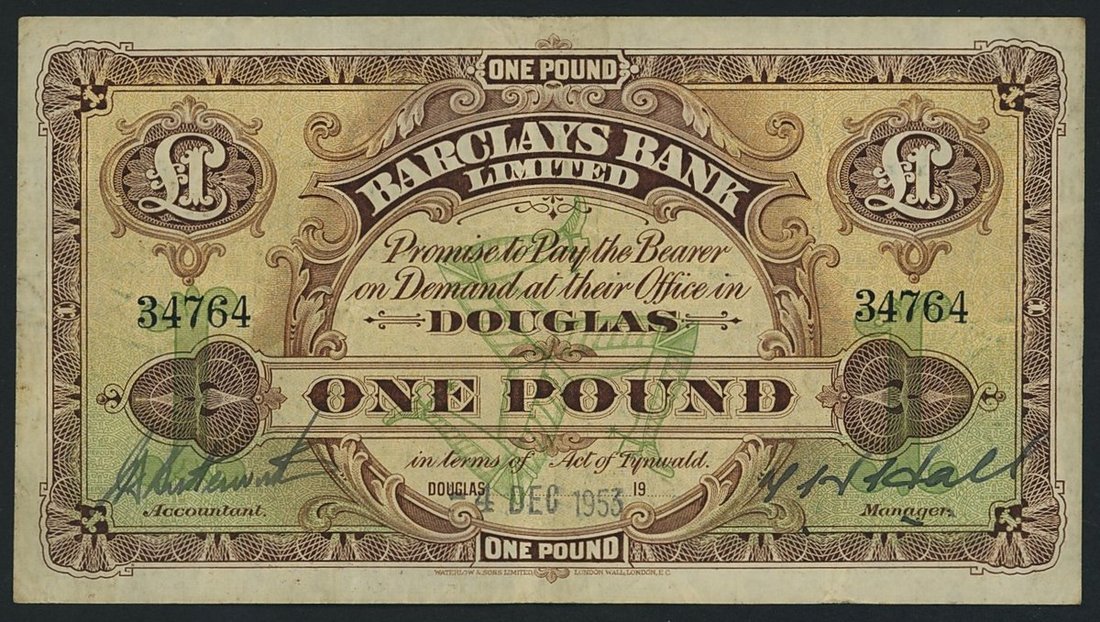 ONE POUND
BARCLAYS BANK
LIMITED
£1 £1
Promise to Pay the Bearer
on Demand at their Office in
34764 34764
DOUGLAS
ONE POUND
in terms of Act of Tynwald.
DOUGLAS -4 DEC 1953 19
Hall
Accountant. Manager.
ONE POUND
WATERLOW & SONS LIMITED, LONDON WALL, LONDON, E.C.